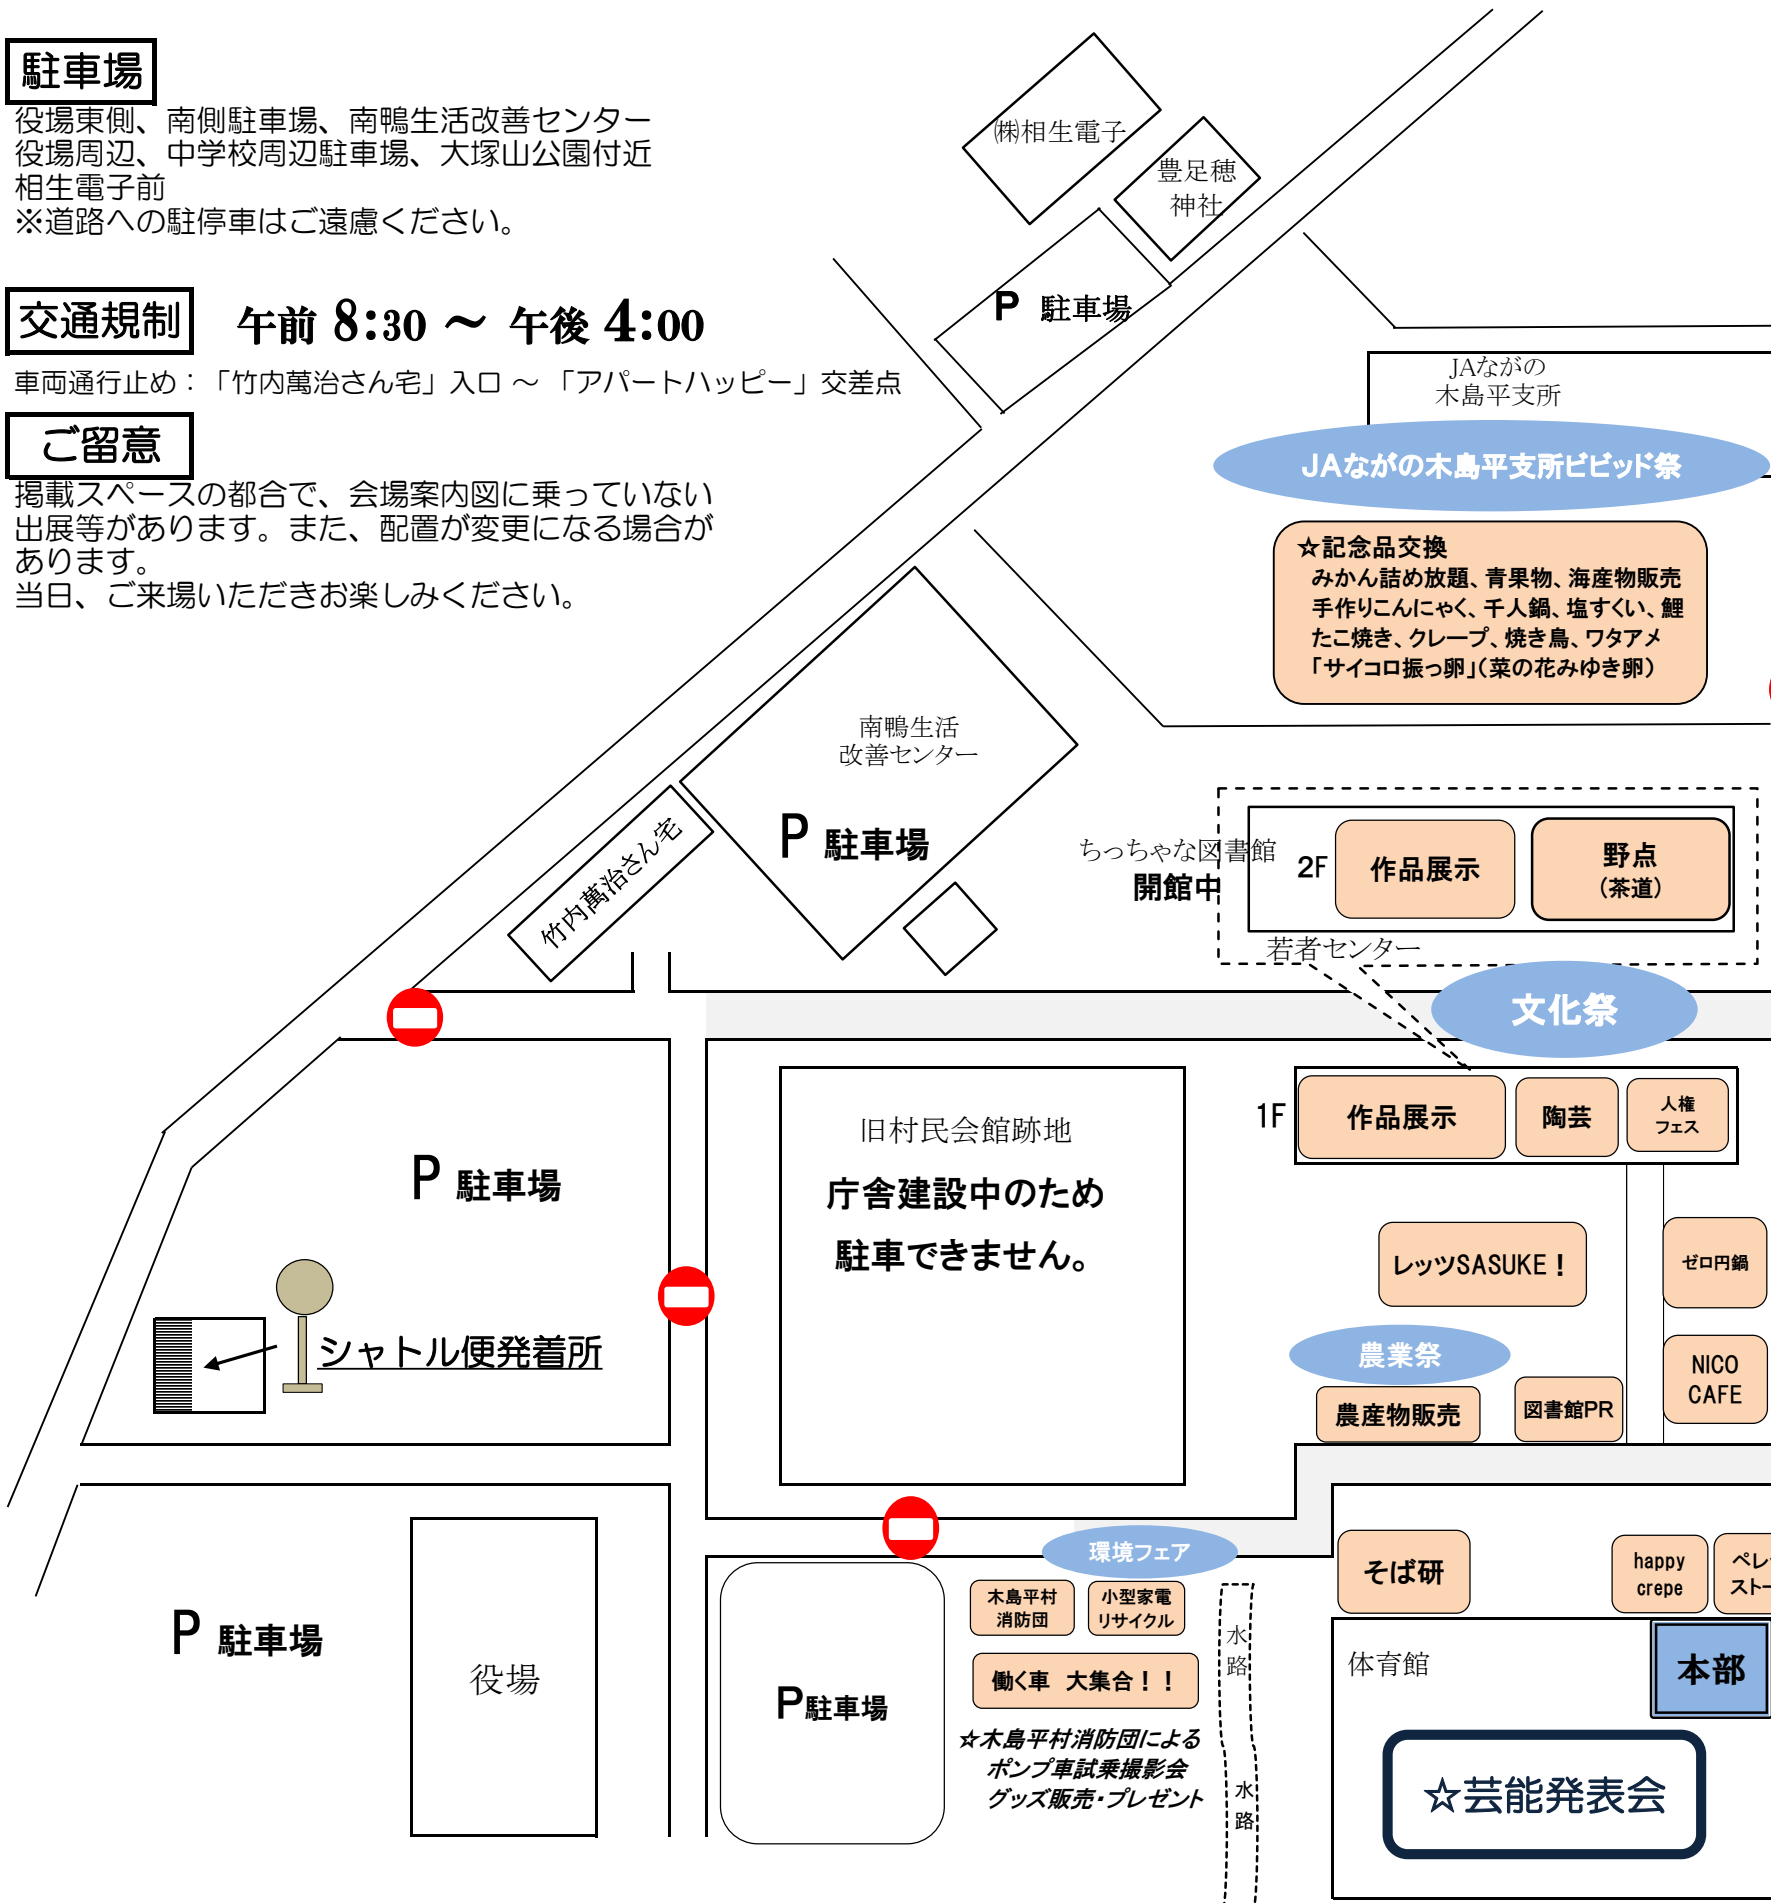 駐車場
役場東側、南側駐車場、南鴨生活改善センター
役場周辺、中学校周辺駐車場、大塚山公園付近
相生電子前
※道路への駐停車はご遠慮ください。
交通規制 午前 8:30 ～ 午後 4:00
車両通行止め：「竹内萬治さん宅」入口 ～ 「アパートハッピー」交差点
ご留意
掲載スペースの都合で、会場案内図に乗っていない
出展等があります。また、配置が変更になる場合が
あります。
当日、ご来場いただきお楽しみください。
㈱相生電子
豊足穂
神社
P 駐車場
JAながの
木島平支所
JAながの木島平支所ビビッド祭
☆記念品交換
みかん詰め放題、青果物、海産物販売
手作りこんにゃく、千人鍋、塩すくい、鯉
たこ焼き、クレープ、焼き鳥、ワタアメ
「サイコロ振っ卵」（菜の花みゆき卵）
南鴨生活
改善センター
P 駐車場
竹内萬治さん宅
ちっちゃな図書館
開館中
2F
作品展示
野点
（茶道）
若者センター
文化祭
1F
作品展示
陶芸
人権
フェス
旧村民会館跡地
庁舎建設中のため
駐車できません。
P 駐車場
シャトル便発着所
レッツSASUKE！
ゼロ円鍋
農業祭
農産物販売
図書館PR
NICO
CAFE
環境フェア
木島平村
消防団
小型家電
リサイクル
働く車 大集合！！
☆木島平村消防団による
ポンプ車試乗撮影会
グッズ販売・プレゼント
水
路
水
路
そば研
happy
crepe
ペレ
スト
P 駐車場
役場
P駐車場
体育館
本部
☆芸能発表会